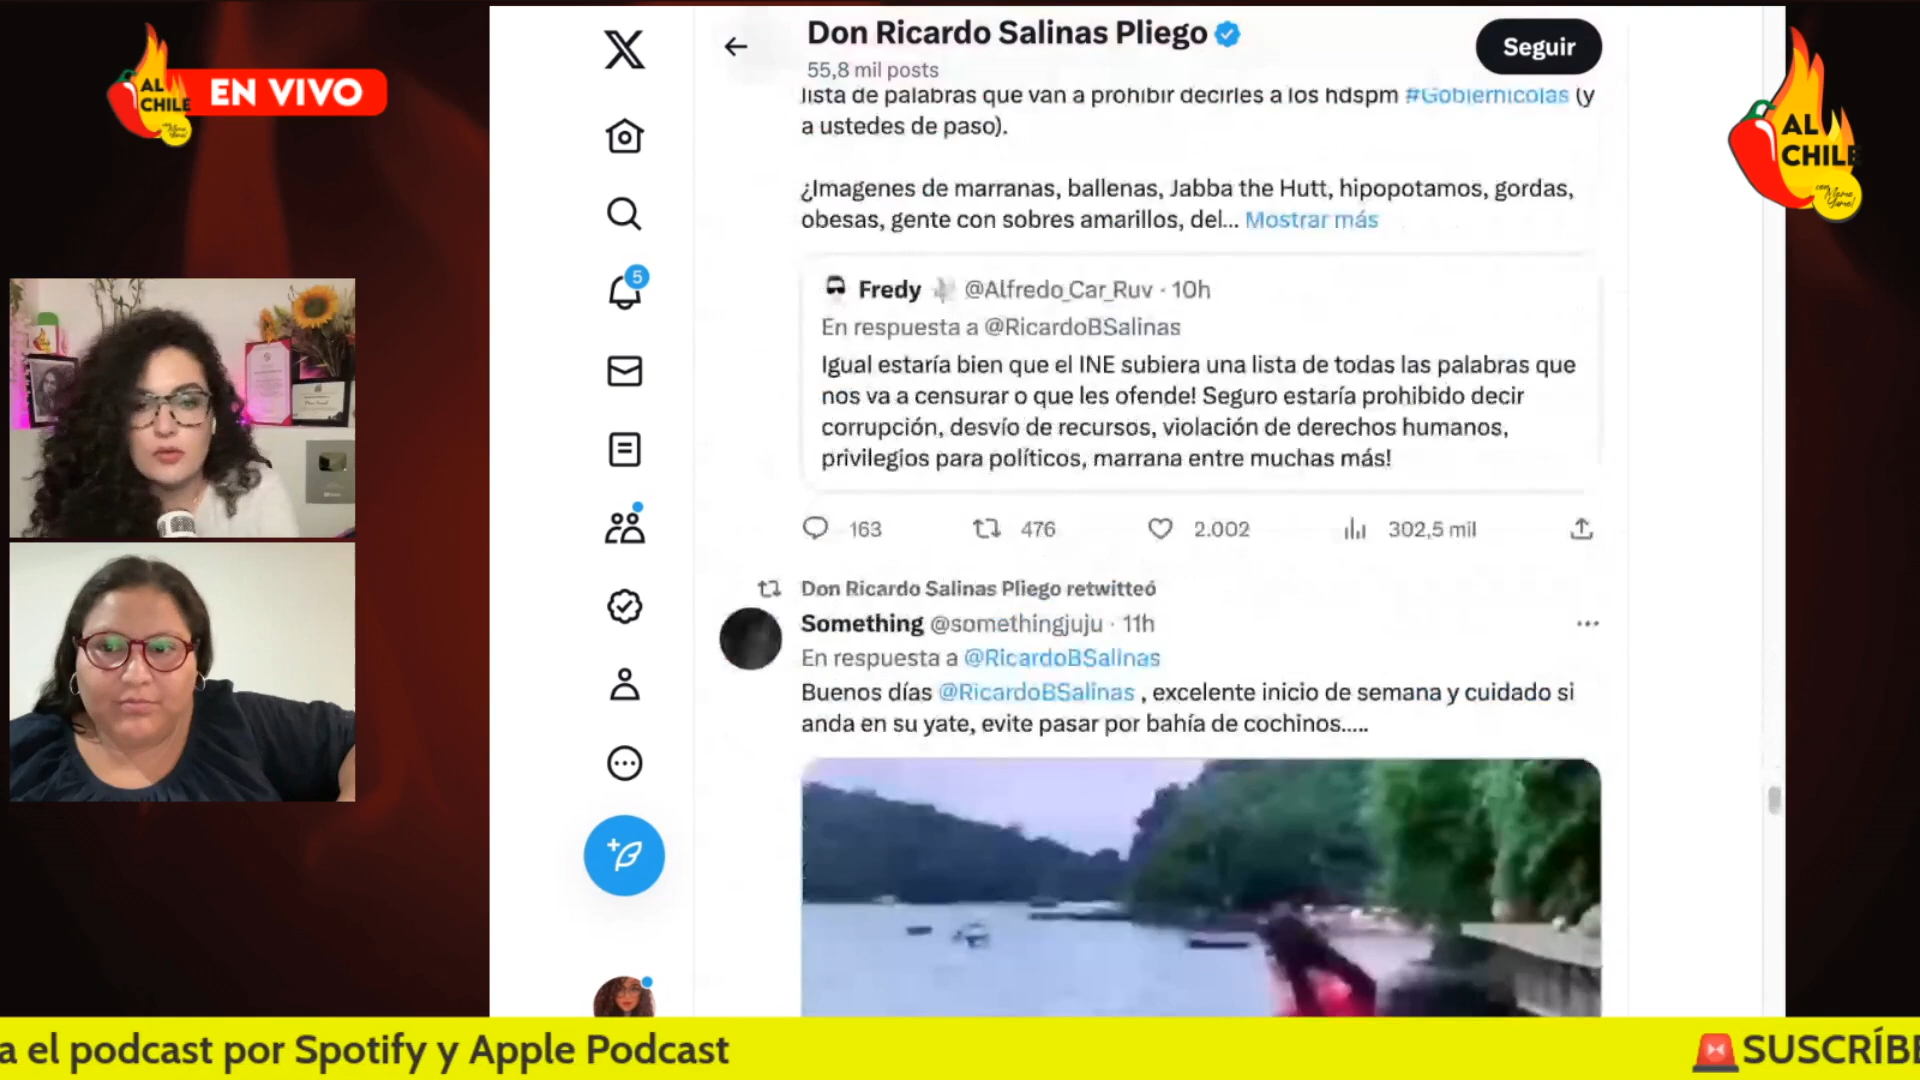 AL
CHILE
EN VIVO
Don Ricardo Salinas Pliego
55,8 mil posts
Seguir
AL
CHILE
lista de palabras que van a prohibir decirles a los hdspm #Gobiernicolas (y
a ustedes de paso).
¿Imagenes de marranas, ballenas, Jabba the Hutt, hipopotamos, gordas,
obesas, gente con sobres amarillos, del... Mostrar más
5
Fredy @Alfredo_Car_Ruv · 10h
En respuesta a @RicardoBSalinas
Igual estaría bien que el INE subiera una lista de todas las palabras que
nos va a censurar o que les ofende! Seguro estaría prohibido decir
corrupción, desvío de recursos, violación de derechos humanos,
privilegios para políticos, marrana entre muchas más!
163 476 2.002 302,5 mil
Don Ricardo Salinas Pliego retwitteó
Something @somethingjuju · 11h
En respuesta a @RicardoBSalinas
Buenos días @RicardoBSalinas , excelente inicio de semana y cuidado si
anda en su yate, evite pasar por bahía de cochinos.....
a el podcast por Spotify y Apple Podcast
SUSCRÍBE